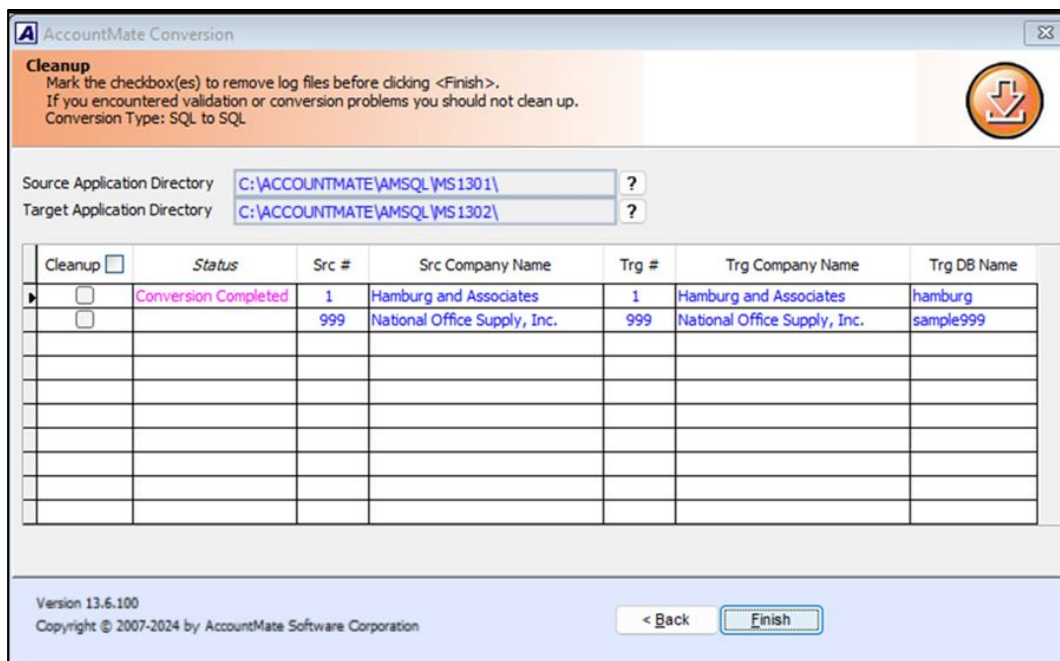 AccountMate Conversion
Cleanup
Mark the checkbox(es) to remove log files before clicking <Finish>.
If you encountered validation or conversion problems you should not clean up.
Conversion Type: SQL to SQL
Source Application Directory C:\ACCOUNTMATE\AMSQL\MS1301\ ?
Target Application Directory C:\ACCOUNTMATE\AMSQL\MS1302\ ?
Cleanup Status Src # Src Company Name Trg # Trg Company Name Trg DB Name
Conversion Completed 1 Hamburg and Associates 1 Hamburg and Associates hamburg
999 National Office Supply, Inc. 999 National Office Supply, Inc. sample999
Version 13.6.100
Copyright © 2007-2024 by AccountMate Software Corporation
< Back Finish